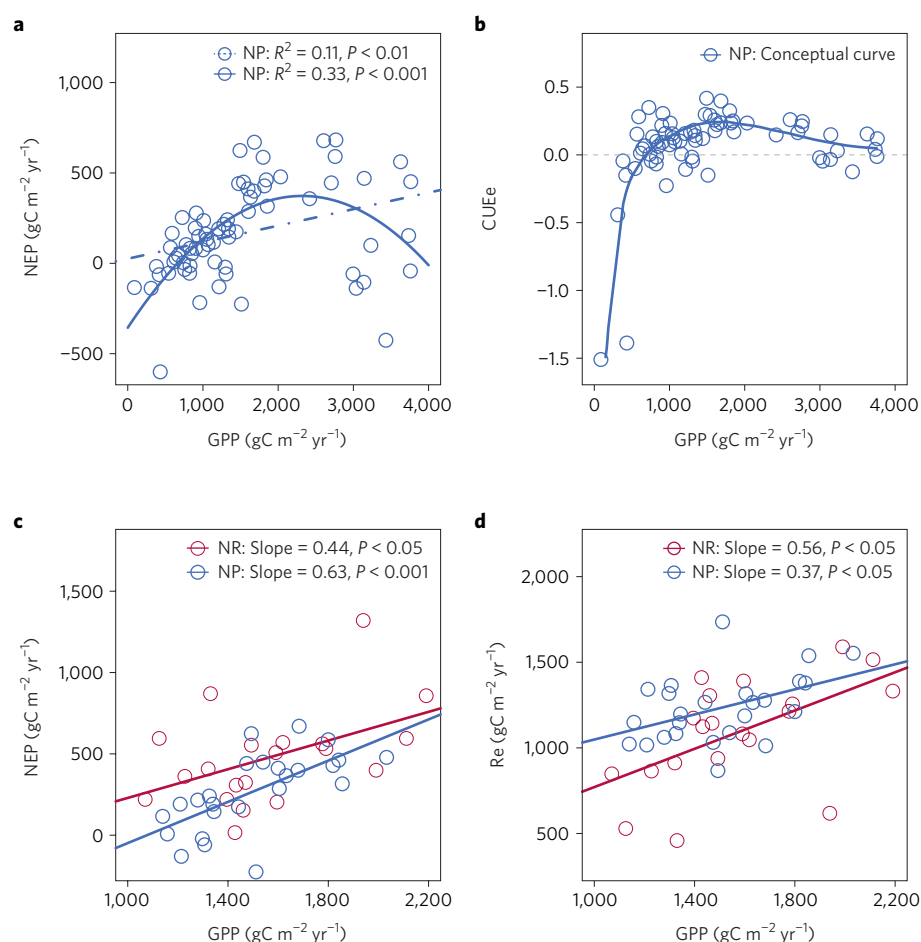 a
NP: R² = 0.11, P < 0.01
NP: R² = 0.33, P < 0.001
1,000
500
0
−500
NEP (gC m⁻² yr⁻¹)
0 1,000 2,000 3,000 4,000
GPP (gC m⁻² yr⁻¹)
b
NP: Conceptual curve
0.5
0.0
−0.5
−1.0
−1.5
CUEe
0 1,000 2,000 3,000 4,000
GPP (gC m⁻² yr⁻¹)
c
NR: Slope = 0.44, P < 0.05
NP: Slope = 0.63, P < 0.001
1,500
1,000
500
0
NEP (gC m⁻² yr⁻¹)
1,000 1,400 1,800 2,200
GPP (gC m⁻² yr⁻¹)
d
NR: Slope = 0.56, P < 0.05
NP: Slope = 0.37, P < 0.05
2,000
1,500
1,000
500
Re (gC m⁻² yr⁻¹)
1,000 1,400 1,800 2,200
GPP (gC m⁻² yr⁻¹)